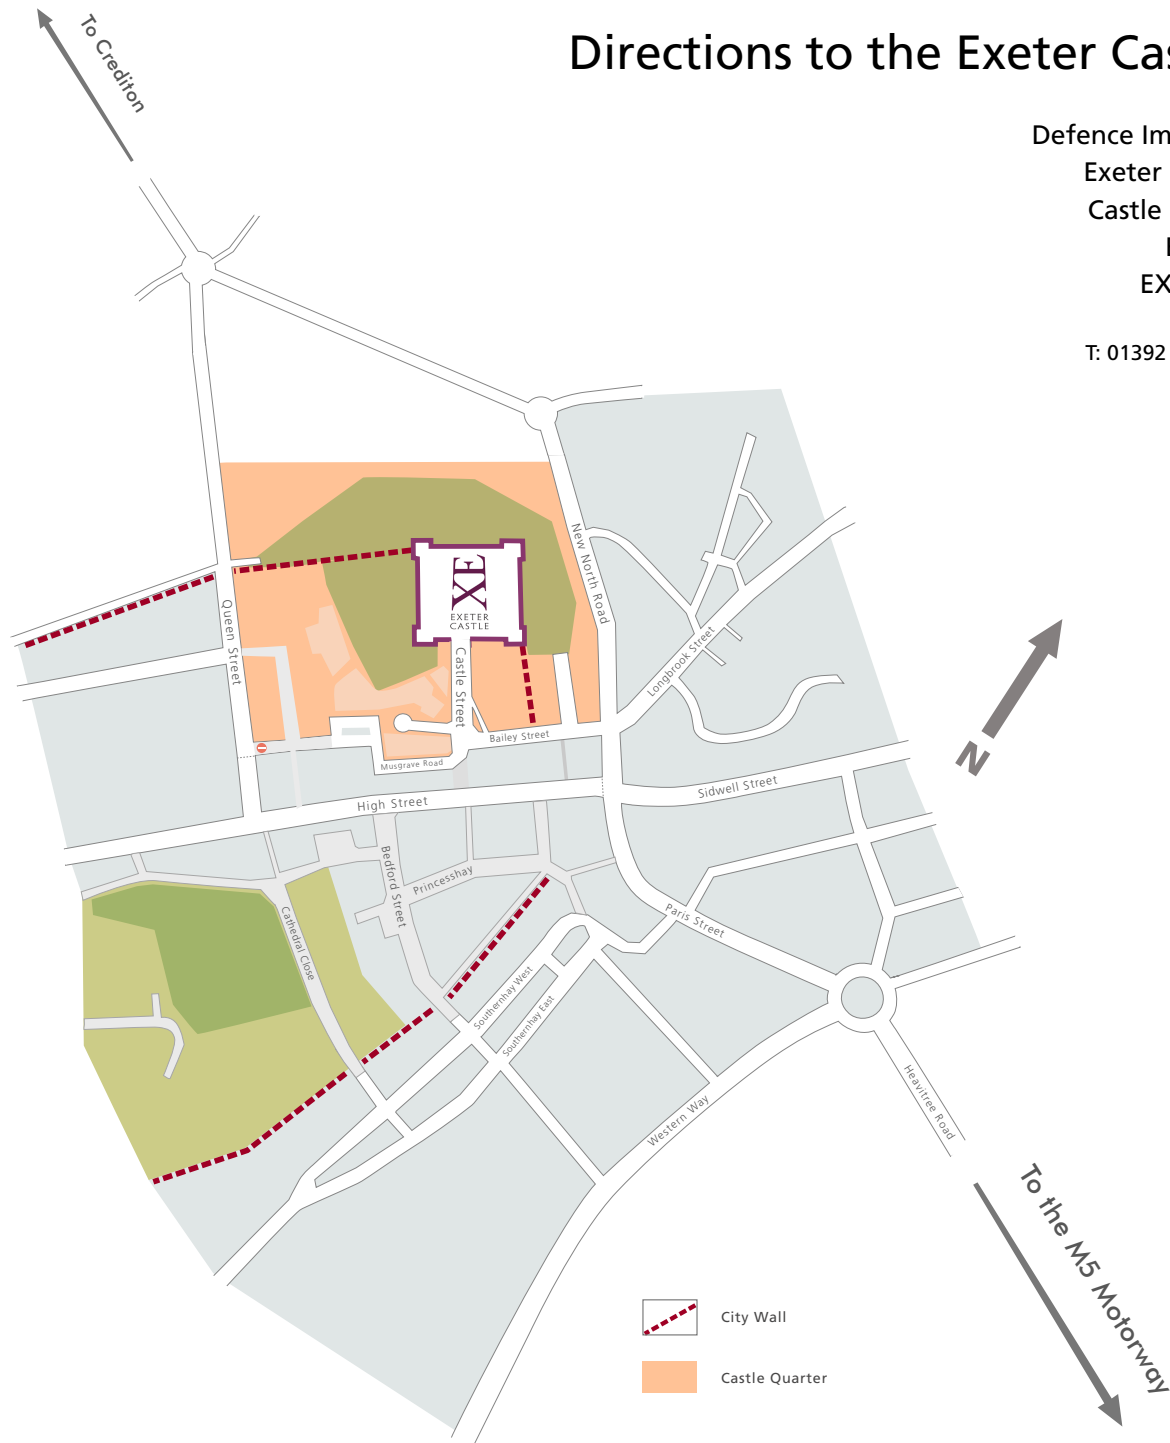 Directions to the Exeter Cas
Defence Im
Exeter
Castle
EX
T: 01392
To Crediton
New North Road
XE
EXETER
CASTLE
Queen Street
Castle Street
Longbrook Street
Bailey Street
Musgrave Road
High Street
Sidwell Street
N
Bedford Street
Princesshay
Cathedral Close
Paris Street
Southernhay West
Southernhay East
Western Way
Heavitree Road
To the M5 Motorway
City Wall
Castle Quarter